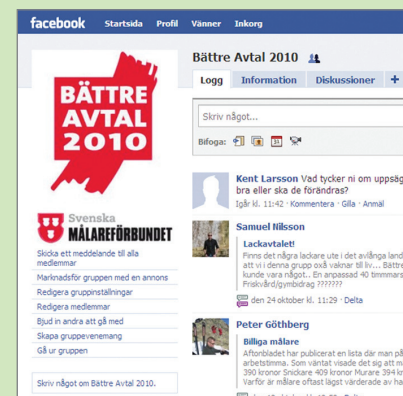 facebook Startsida Profil Vänner Inkorg
Bättre Avtal 2010
Logg Information Diskussioner +
Skriv något...
Bifoga:
BÄTTRE
AVTAL
2010
Svenska
MÅLAREFÖRBUNDET
Skicka ett meddelande till alla
medlemmar
Marknadsför gruppen med en annons
Redigera gruppinställningar
Redigera medlemmar
Bjud in andra att gå med
Skapa gruppevenemang
Gå ur gruppen
Skriv något om Bättre Avtal 2010.
Kent Larsson Vad tycker ni om uppsäg
bra eller ska de förändras?
Igår kl. 11:42 · Kommentera · Gilla · Anmäl
Samuel Nilsson
Lackavtalet!
Finns det några lackare ute i det avlånga land
att vi i denna grupp oxå vaknar till liv... Bättre
kunde vara något.. En anpassad 40 timmmars
Friskvård/gymbidrag ???????
den 24 oktober kl. 11:29 · Delta
Peter Göthberg
Billiga målare
Aftonbladet har publicerat en lista där man på
arbetstimma. Som väntat visade det sig att m
390 kronor Snickare 409 kronor Murare 394 kr
Varför är målare oftast lägst värderade av ha